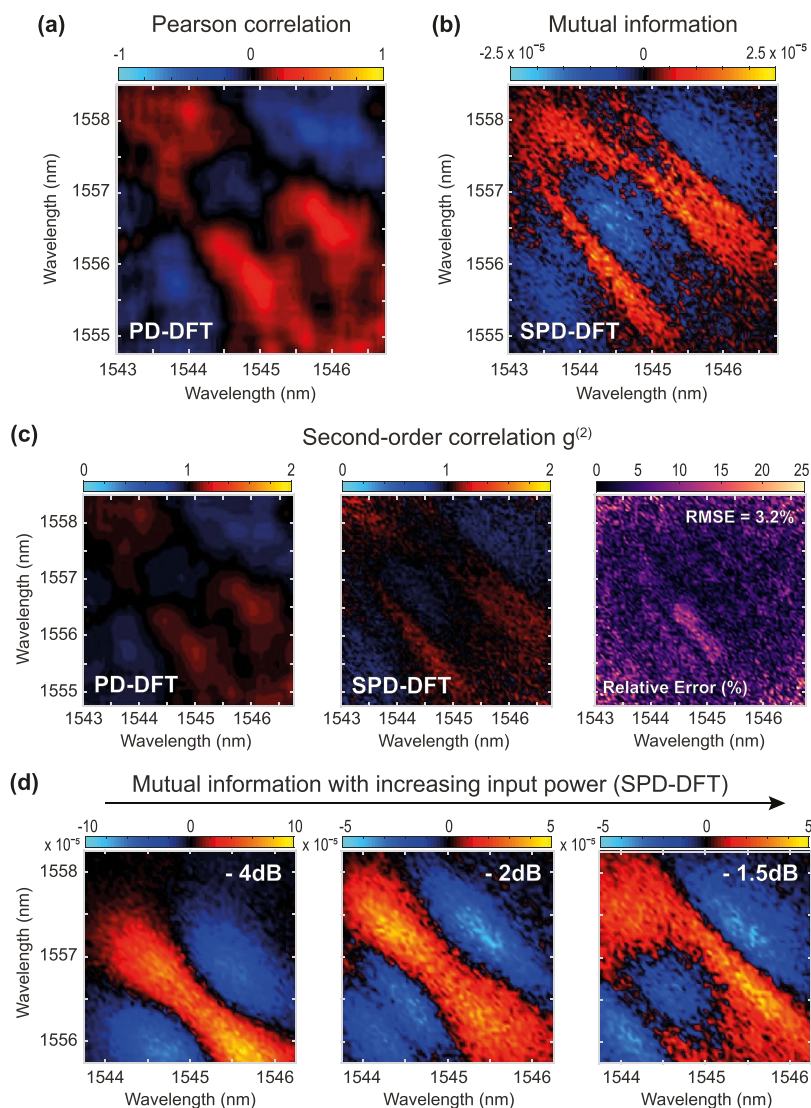 (a) Pearson correlation
-1 0 1
1558
1557
1556
1555
Wavelength (nm)
PD-DFT
1543 1544 1545 1546
Wavelength (nm)
(b) Mutual information
-2.5 x 10⁻⁵ 0 2.5 x 10⁻⁵
1558
1557
1556
1555
Wavelength (nm)
SPD-DFT
1543 1544 1545 1546
Wavelength (nm)
(c) Second-order correlation g⁽²⁾
0 1 2
1558
1557
1556
1555
Wavelength (nm)
PD-DFT
1543 1544 1545 1546
Wavelength (nm)
0 1 2
SPD-DFT
1543 1544 1545 1546
Wavelength (nm)
0 5 10 15 20 25
RMSE = 3.2%
Relative Error (%)
1543 1544 1545 1546
Wavelength (nm)
(d) Mutual information with increasing input power (SPD-DFT)
-10 -5 0 5 10
x 10⁻⁵
- 4dB
1558
1557
1556
Wavelength (nm)
1544 1545 1546
Wavelength (nm)
-5 0 5
x 10⁻⁵
- 2dB
1544 1545 1546
Wavelength (nm)
-5 0 5
x 10⁻⁵
- 1.5dB
1544 1545 1546
Wavelength (nm)